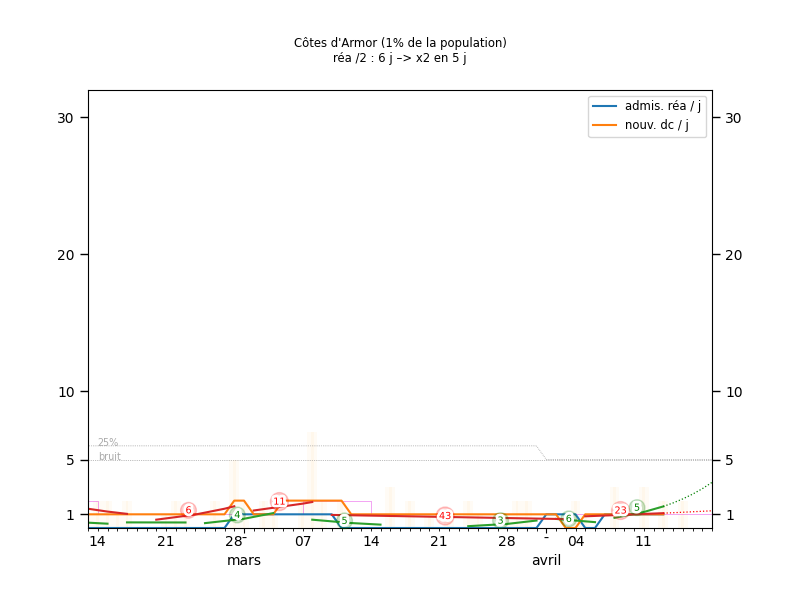 Côtes d'Armor (1% de la population)
réa /2 : 6 j –> x2 en 5 j
admis. réa / j
nouv. dc / j
30 30
20 20
10 10
25%
bruit
5 5
11
6
4
5
43
3
6
23
5
1 1
14 21 28 - 07 14 21 28 - 04 11
mars avril